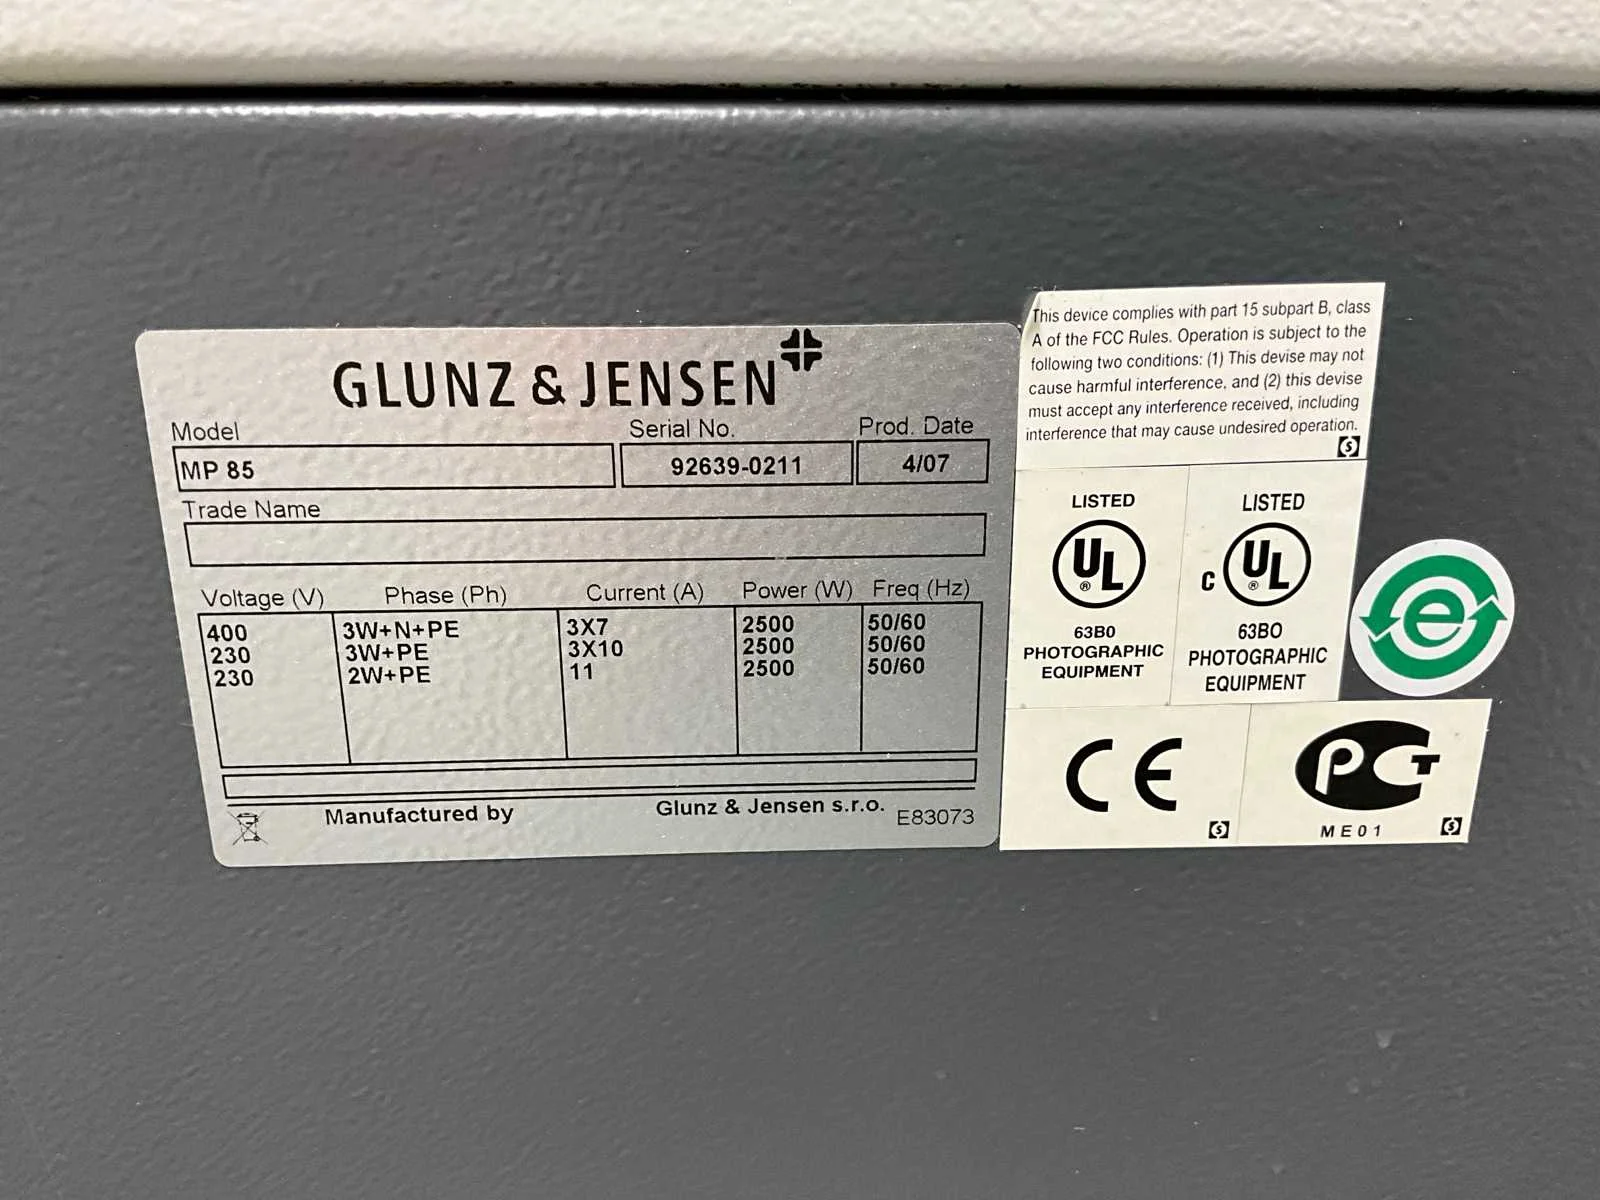 GLUNZ & JENSEN
Model
Serial No.
Prod. Date
MP 85
92639-0211
4/07
Trade Name
Voltage (V) Phase (Ph) Current (A) Power (W) Freq (Hz)
400 3W+N+PE 3X7 2500 50/60
230 3W+PE 3X10 2500 50/60
230 2W+PE 11 2500 50/60
Manufactured by Glunz & Jensen s.r.o. E83073
This device complies with part 15 subpart B, class
A of the FCC Rules. Operation is subject to the
following two conditions: (1) This devise may not
cause harmful interference, and (2) this devise
must accept any interference received, including
interference that may cause undesired operation.
LISTED
UL
®
63B0
PHOTOGRAPHIC
EQUIPMENT
LISTED
C UL
®
63BO
PHOTOGRAPHIC
EQUIPMENT
e
CE
PCT
ME01